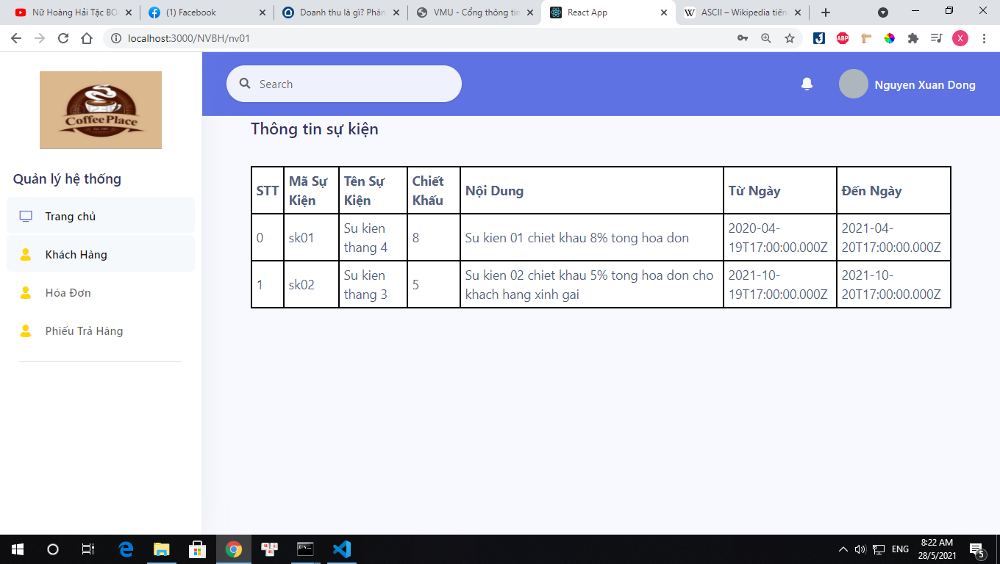 Nữ Hoàng Hải Tặc BO
(1) Facebook
Doanh thu là gì? Phân
VMU - Cổng thông tin
React App
ASCII – Wikipedia tiến
localhost:3000/NVBH/nv01
ABP
X
Coffee Place
Search
Nguyen Xuan Dong
Quản lý hệ thống
Trang chủ
Khách Hàng
Hóa Đơn
Phiếu Trả Hàng
Thông tin sự kiện
STT Mã Sự Kiện Tên Sự Kiện Chiết Khấu Nội Dung Từ Ngày Đến Ngày
0 sk01 Su kien thang 4 8 Su kien 01 chiet khau 8% tong hoa don 2020-04-19T17:00:00.000Z 2021-04-20T17:00:00.000Z
1 sk02 Su kien thang 3 5 Su kien 02 chiet khau 5% tong hoa don cho khach hang xinh gai 2021-10-19T17:00:00.000Z 2021-10-20T17:00:00.000Z
ENG
8:22 AM
28/5/2021
5